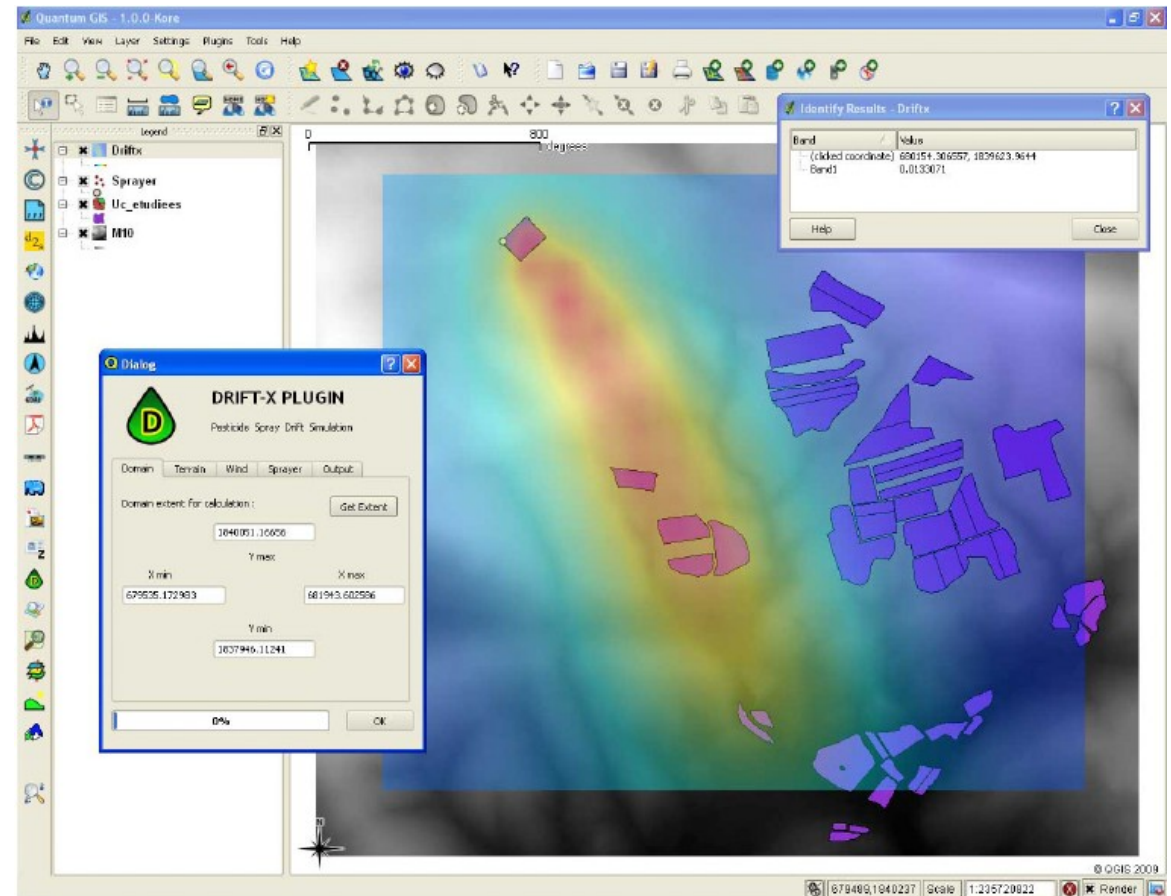 Quantum GIS - 1.0.0-Kore
File Edit View Layer Settings Plugins Tools Help
Legend
Driftx
Sprayer
Uc_etudiees
M10
0 800
degrees
Identify Results - Driftx
Band Value
(clicked coordinate) 680154.306557, 1839623.9644
Band1 0.0133071
Help Close
Dialog
D
DRIFT-X PLUGIN
Pesticide Spray Drift Simulation
Domain Terrain Wind Sprayer Output
Domain extent for calculation : Get Extent
1840051.16656
Y max
X min X max
679535.172983 681943.602586
Y min
1837946.11241
0% OK
N
© QGIS 2009
679489,1840237 Scale 1:235720822 Render